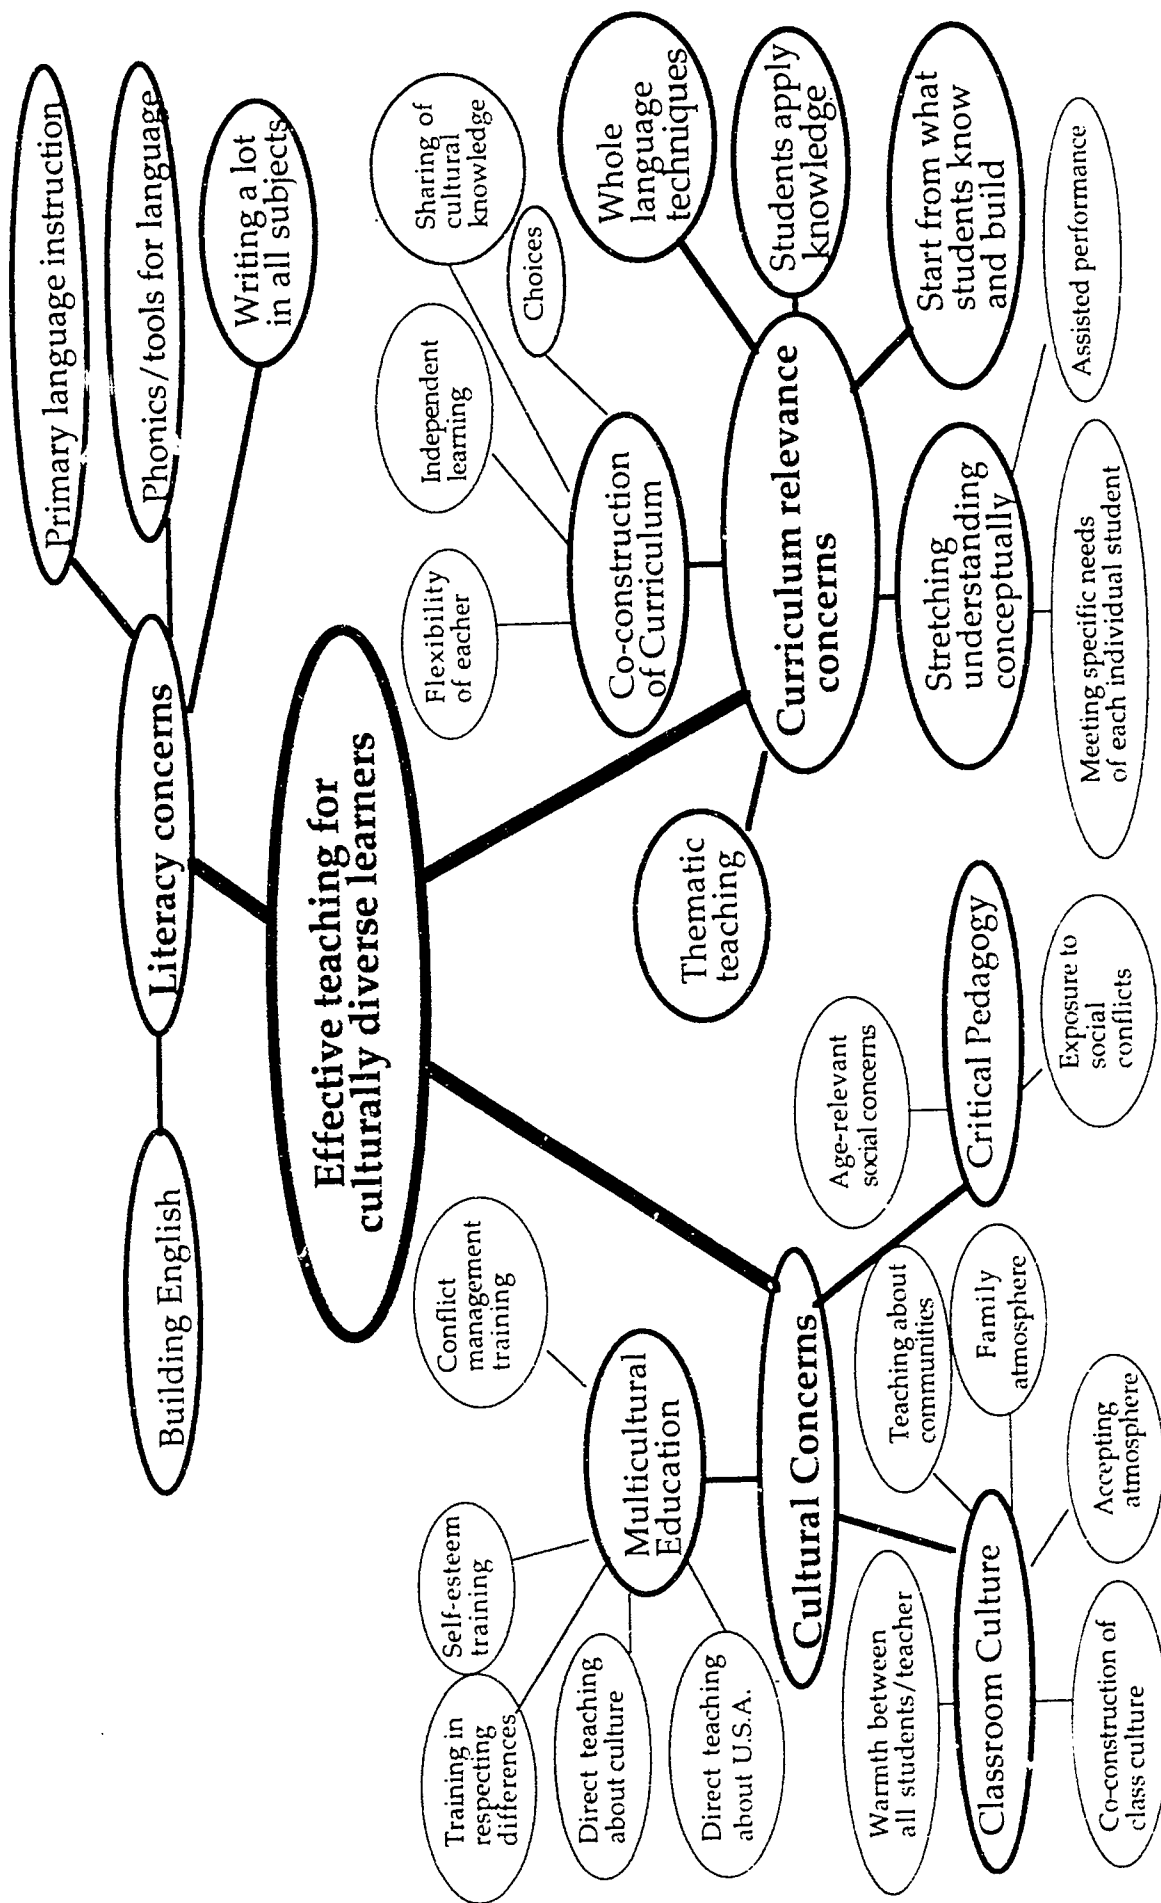 Primary language instruction
Phonics/tools for language
Writing a lot
in all subjects
Literacy concerns
Building English
Effective teaching for
culturally diverse learners
Sharing of
cultural
knowledge
Choices
Independent
learning
Flexibility
of eacher
Co-construction
of Curriculum
Whole
language
techniques
Students apply
knowledge
Start from what
students know
and build
Curriculum relevance
concerns
Thematic
teaching
Stretching
understanding
conceptually
Assisted performance
Meeting specific needs
of each individual student
Conflict
management
training
Self-esteem
training
Training in
respecting
differences
Direct teaching
about culture
Direct teaching
about U.S.A.
Multicultural
Education
Cultural Concerns
Age-relevant
social concerns
Critical Pedagogy
Exposure to
social
conflicts
Teaching about
communities
Family
atmosphere
Accepting
atmosphere
Warmth between
all students/teacher
Classroom Culture
Co-construction of
class culture